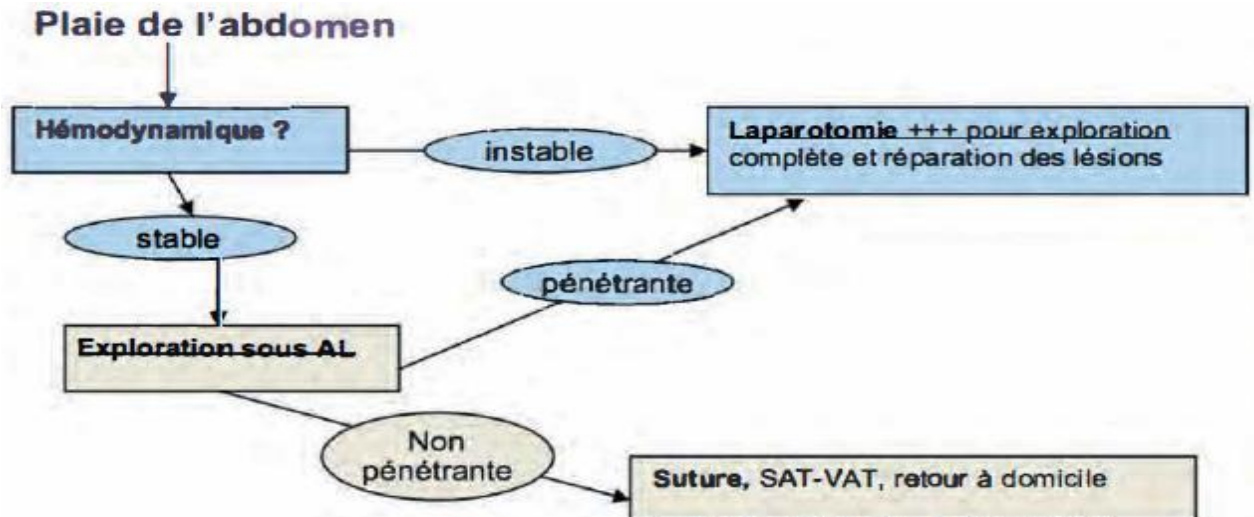 Plaie de l'abdomen
Hémodynamique ?
instable
Laparotomie +++ pour exploration
complète et réparation des lésions
stable
pénétrante
Exploration sous AL
Non
pénétrante
Suture, SAT-VAT, retour à domicile